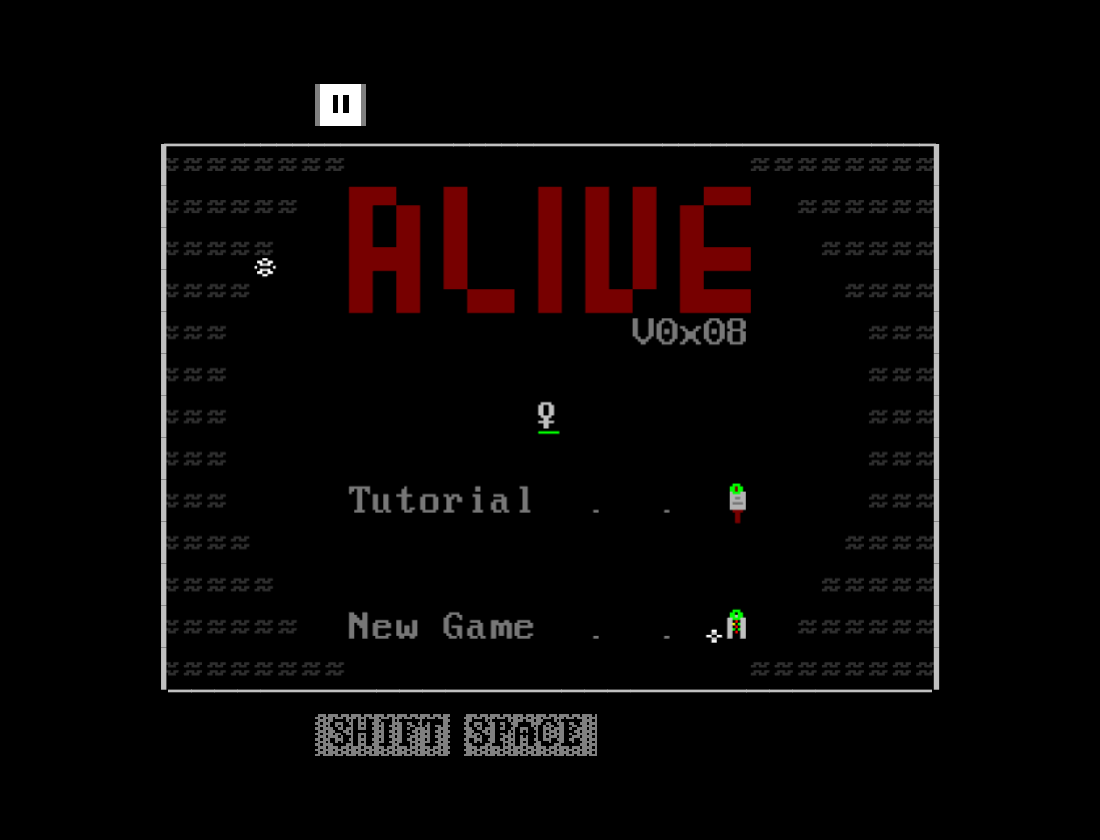 ALIVE
V0x08
Tutorial . .
New Game . .
SHIFT SPACE